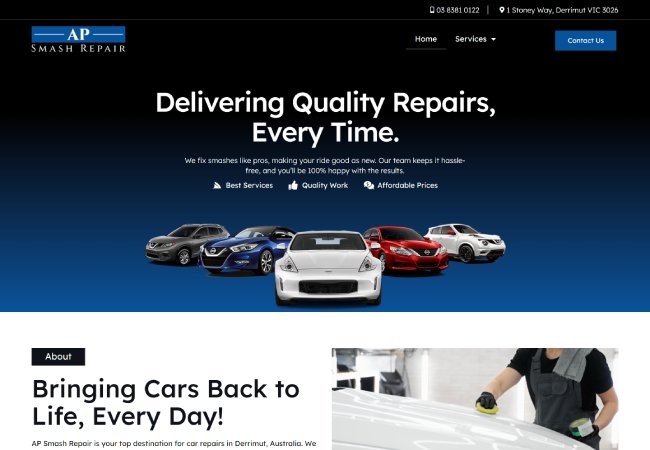 03 8381 0122
1 Stoney Way, Derrimut VIC 3026
AP
SMASH REPAIR
Home
Services
Contact Us
Delivering Quality Repairs,
Every Time.
We fix smashes like pros, making your ride good as new. Our team keeps it hassle-
free, and you'll be 100% happy with the results.
Best Services
Quality Work
Affordable Prices
About
Bringing Cars Back to
Life, Every Day!
AP Smash Repair is your top destination for car repairs in Derrimut, Australia. We